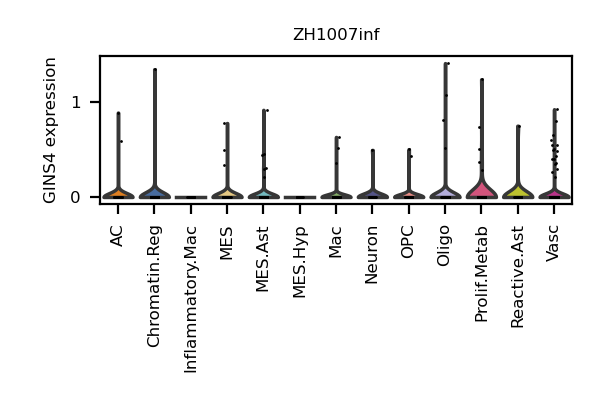 ZH1007inf
GINS4 expression
1
0
AC
Chromatin.Reg
Inflammatory.Mac
MES
MES.Ast
MES.Hyp
Mac
Neuron
OPC
Oligo
Prolif.Metab
Reactive.Ast
Vasc